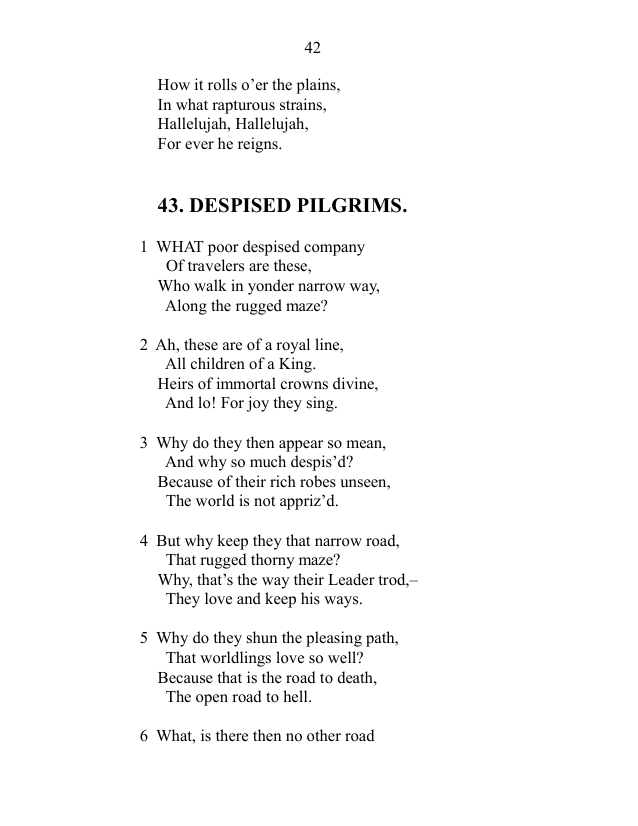 42
How it rolls o’er the plains,
In what rapturous strains,
Hallelujah, Hallelujah,
For ever he reigns.
43. DESPISED PILGRIMS.
1 WHAT poor despised company
Of travelers are these,
Who walk in yonder narrow way,
Along the rugged maze?
2 Ah, these are of a royal line,
All children of a King.
Heirs of immortal crowns divine,
And lo! For joy they sing.
3 Why do they then appear so mean,
And why so much despis’d?
Because of their rich robes unseen,
The world is not appriz’d.
4 But why keep they that narrow road,
That rugged thorny maze?
Why, that’s the way their Leader trod,–
They love and keep his ways.
5 Why do they shun the pleasing path,
That worldlings love so well?
Because that is the road to death,
The open road to hell.
6 What, is there then no other road